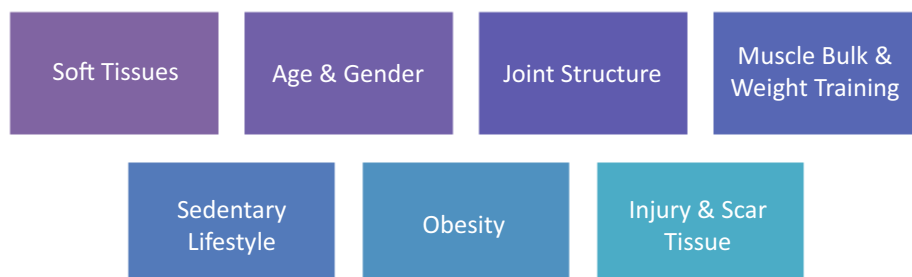 Soft Tissues
Age & Gender
Joint Structure
Muscle Bulk &
Weight Training
Sedentary
Lifestyle
Obesity
Injury & Scar
Tissue